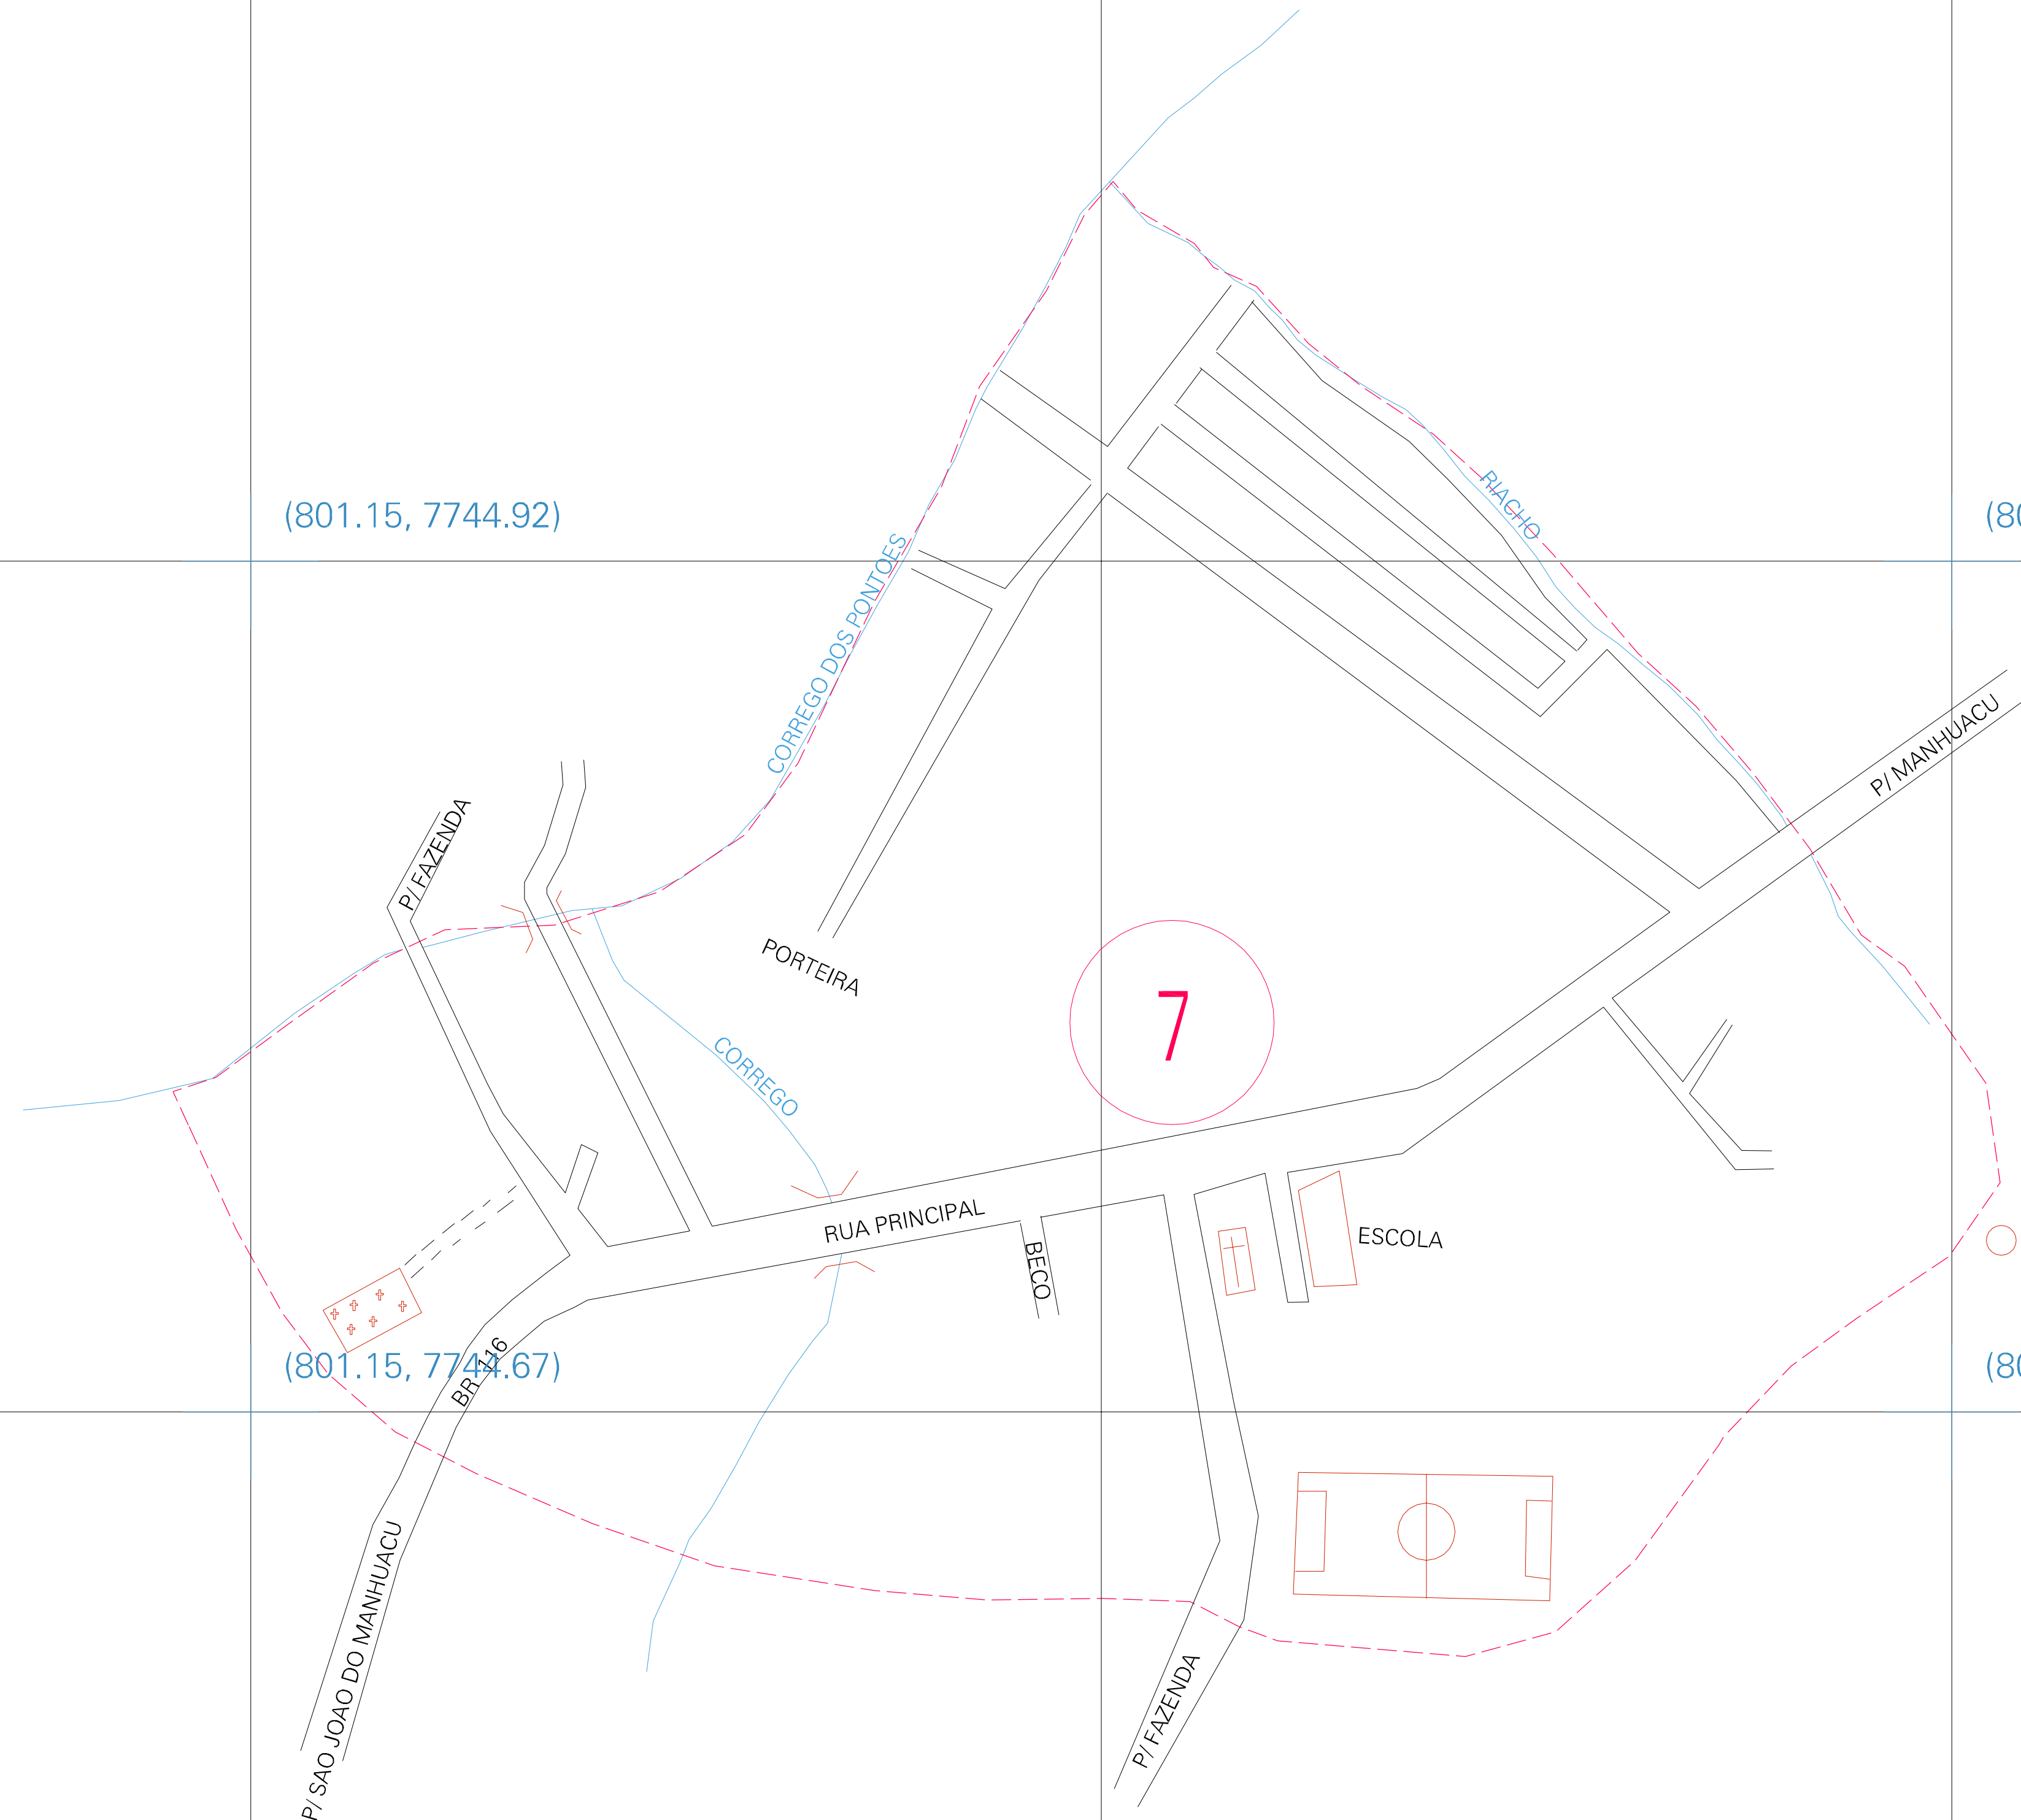 (801.15, 7744.92)
(80
RIACHO
CORREGO DOS PONTOES
P/ MANHUACU
P/ FAZENDA
PORTEIRA
7
CORREGO
RUA PRINCIPAL
ESCOLA
BECO
BR 116
(801.15, 7744.67)
(80
P/ SAO JOAO DO MANHUACU
P/ FAZENDA